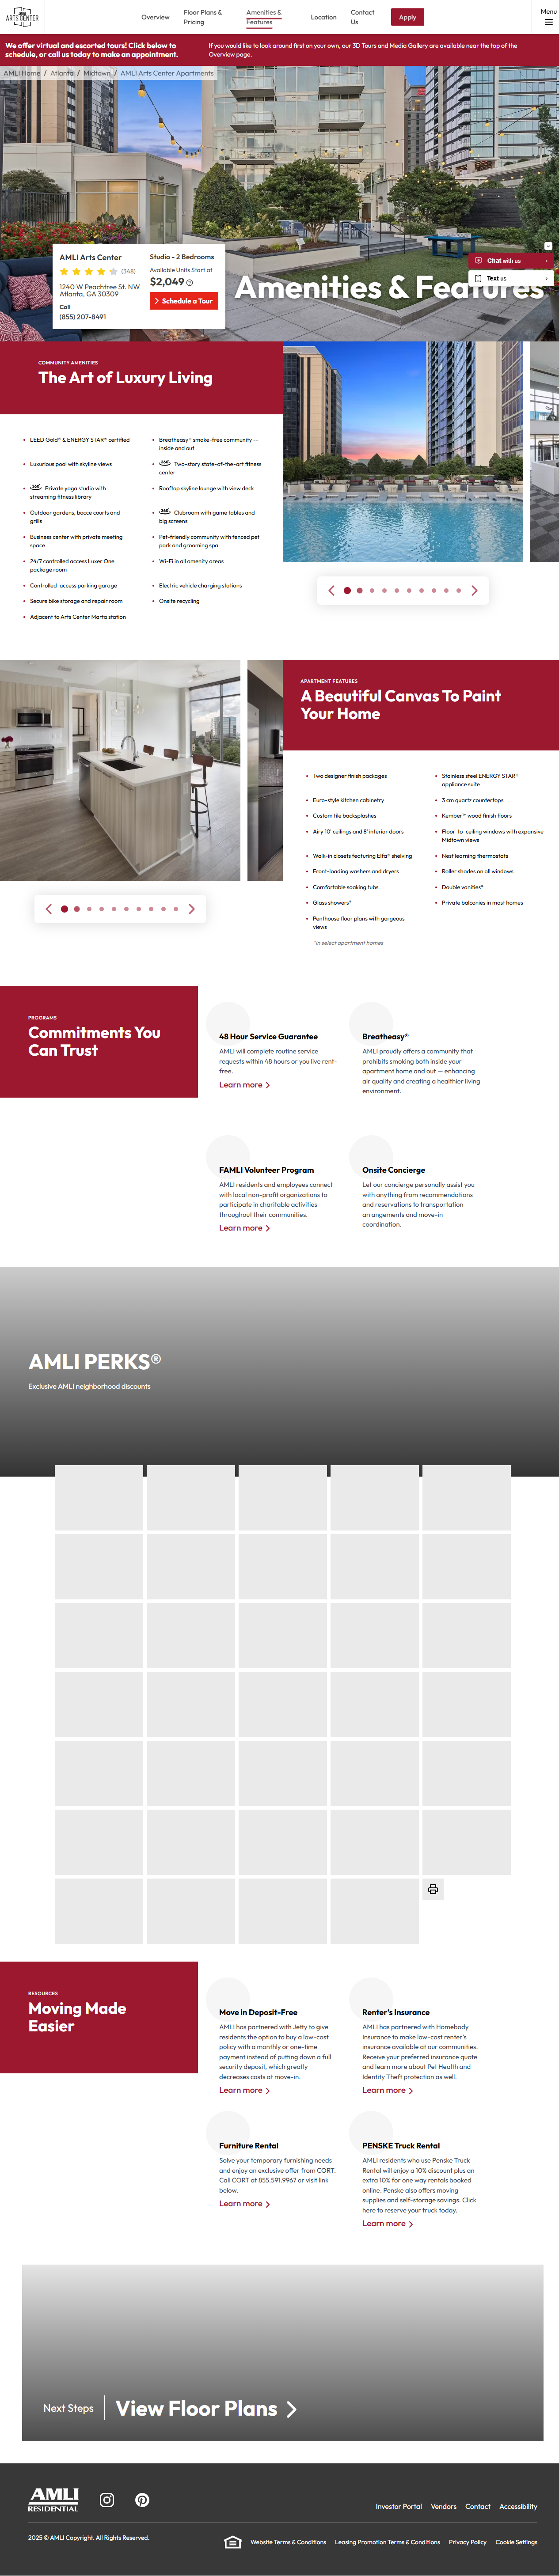 AMLI
ARTS CENTER
Overview
Floor Plans &
Pricing
Amenities &
Features
Location
Contact
Us
Apply
Menu
We offer virtual and escorted tours! Click below to
schedule, or call us today to make an appointment.
If you would like to look around first on your own, our 3D Tours and Media Gallery are available near the top of the
Overview page.
AMLI Home / Atlanta / Midtown / AMLI Arts Center Apartments
AMLI Arts Center
(348)
1240 W Peachtree St. NW
Atlanta, GA 30309
Call
(855) 207-8491
Studio - 2 Bedrooms
Available Units Start at
$2,049
Schedule a Tour
Chat with us
Text us
Amenities & Features
COMMUNITY AMENITIES
The Art of Luxury Living
LEED Gold® & ENERGY STAR® certified
Breatheasy® smoke-free community --
inside and out
Luxurious pool with skyline views
360° Two-story state-of-the-art fitness
center
360° Private yoga studio with
streaming fitness library
Rooftop skyline lounge with view deck
Outdoor gardens, bocce courts and
grills
360° Clubroom with game tables and
big screens
Business center with private meeting
space
Pet-friendly community with fenced pet
park and grooming spa
24/7 controlled access Luxer One
package room
Wi-Fi in all amenity areas
Controlled-access parking garage
Electric vehicle charging stations
Secure bike storage and repair room
Onsite recycling
Adjacent to Arts Center Marta station
APARTMENT FEATURES
A Beautiful Canvas To Paint
Your Home
Two designer finish packages
Stainless steel ENERGY STAR®
appliance suite
Euro-style kitchen cabinetry
3 cm quartz countertops
Custom tile backsplashes
Kember™ wood finish floors
Airy 10' ceilings and 8' interior doors
Floor-to-ceiling windows with expansive
Midtown views
Walk-in closets featuring Elfa® shelving
Nest learning thermostats
Front-loading washers and dryers
Roller shades on all windows
Comfortable soaking tubs
Double vanities*
Glass showers*
Private balconies in most homes
Penthouse floor plans with gorgeous
views
*in select apartment homes
PROGRAMS
Commitments You
Can Trust
48 Hour Service Guarantee
AMLI will complete routine service
requests within 48 hours or you live rent-
free.
Learn more
Breatheasy®
AMLI proudly offers a community that
prohibits smoking both inside your
apartment home and out — enhancing
air quality and creating a healthier living
environment.
FAMLI Volunteer Program
AMLI residents and employees connect
with local non-profit organizations to
participate in charitable activities
throughout their communities.
Learn more
Onsite Concierge
Let our concierge personally assist you
with anything from recommendations
and reservations to transportation
arrangements and move-in
coordination.
AMLI PERKS®
Exclusive AMLI neighborhood discounts
RESOURCES
Moving Made
Easier
Move in Deposit-Free
AMLI has partnered with Jetty to give
residents the option to buy a low-cost
policy with a monthly or one-time
payment instead of putting down a full
security deposit, which greatly
decreases costs at move-in.
Learn more
Renter's Insurance
AMLI has partnered with Homebody
Insurance to make low-cost renter's
insurance available at our communities.
Receive your preferred insurance quote
and learn more about Pet Health and
Identity Theft protection as well.
Learn more
Furniture Rental
Solve your temporary furnishing needs
and enjoy an exclusive offer from CORT.
Call CORT at 855.591.9967 or visit link
below.
Learn more
PENSKE Truck Rental
AMLI residents who use Penske Truck
Rental will enjoy a 10% discount plus an
extra 10% for one way rentals booked
online. Penske also offers moving
supplies and self-storage savings. Click
here to reserve your truck today.
Learn more
Next Steps
View Floor Plans
AMLI
RESIDENTIAL
Investor Portal
Vendors
Contact
Accessibility
2025 © AMLI Copyright. All Rights Reserved.
Website Terms & Conditions
Leasing Promotion Terms & Conditions
Privacy Policy
Cookie Settings